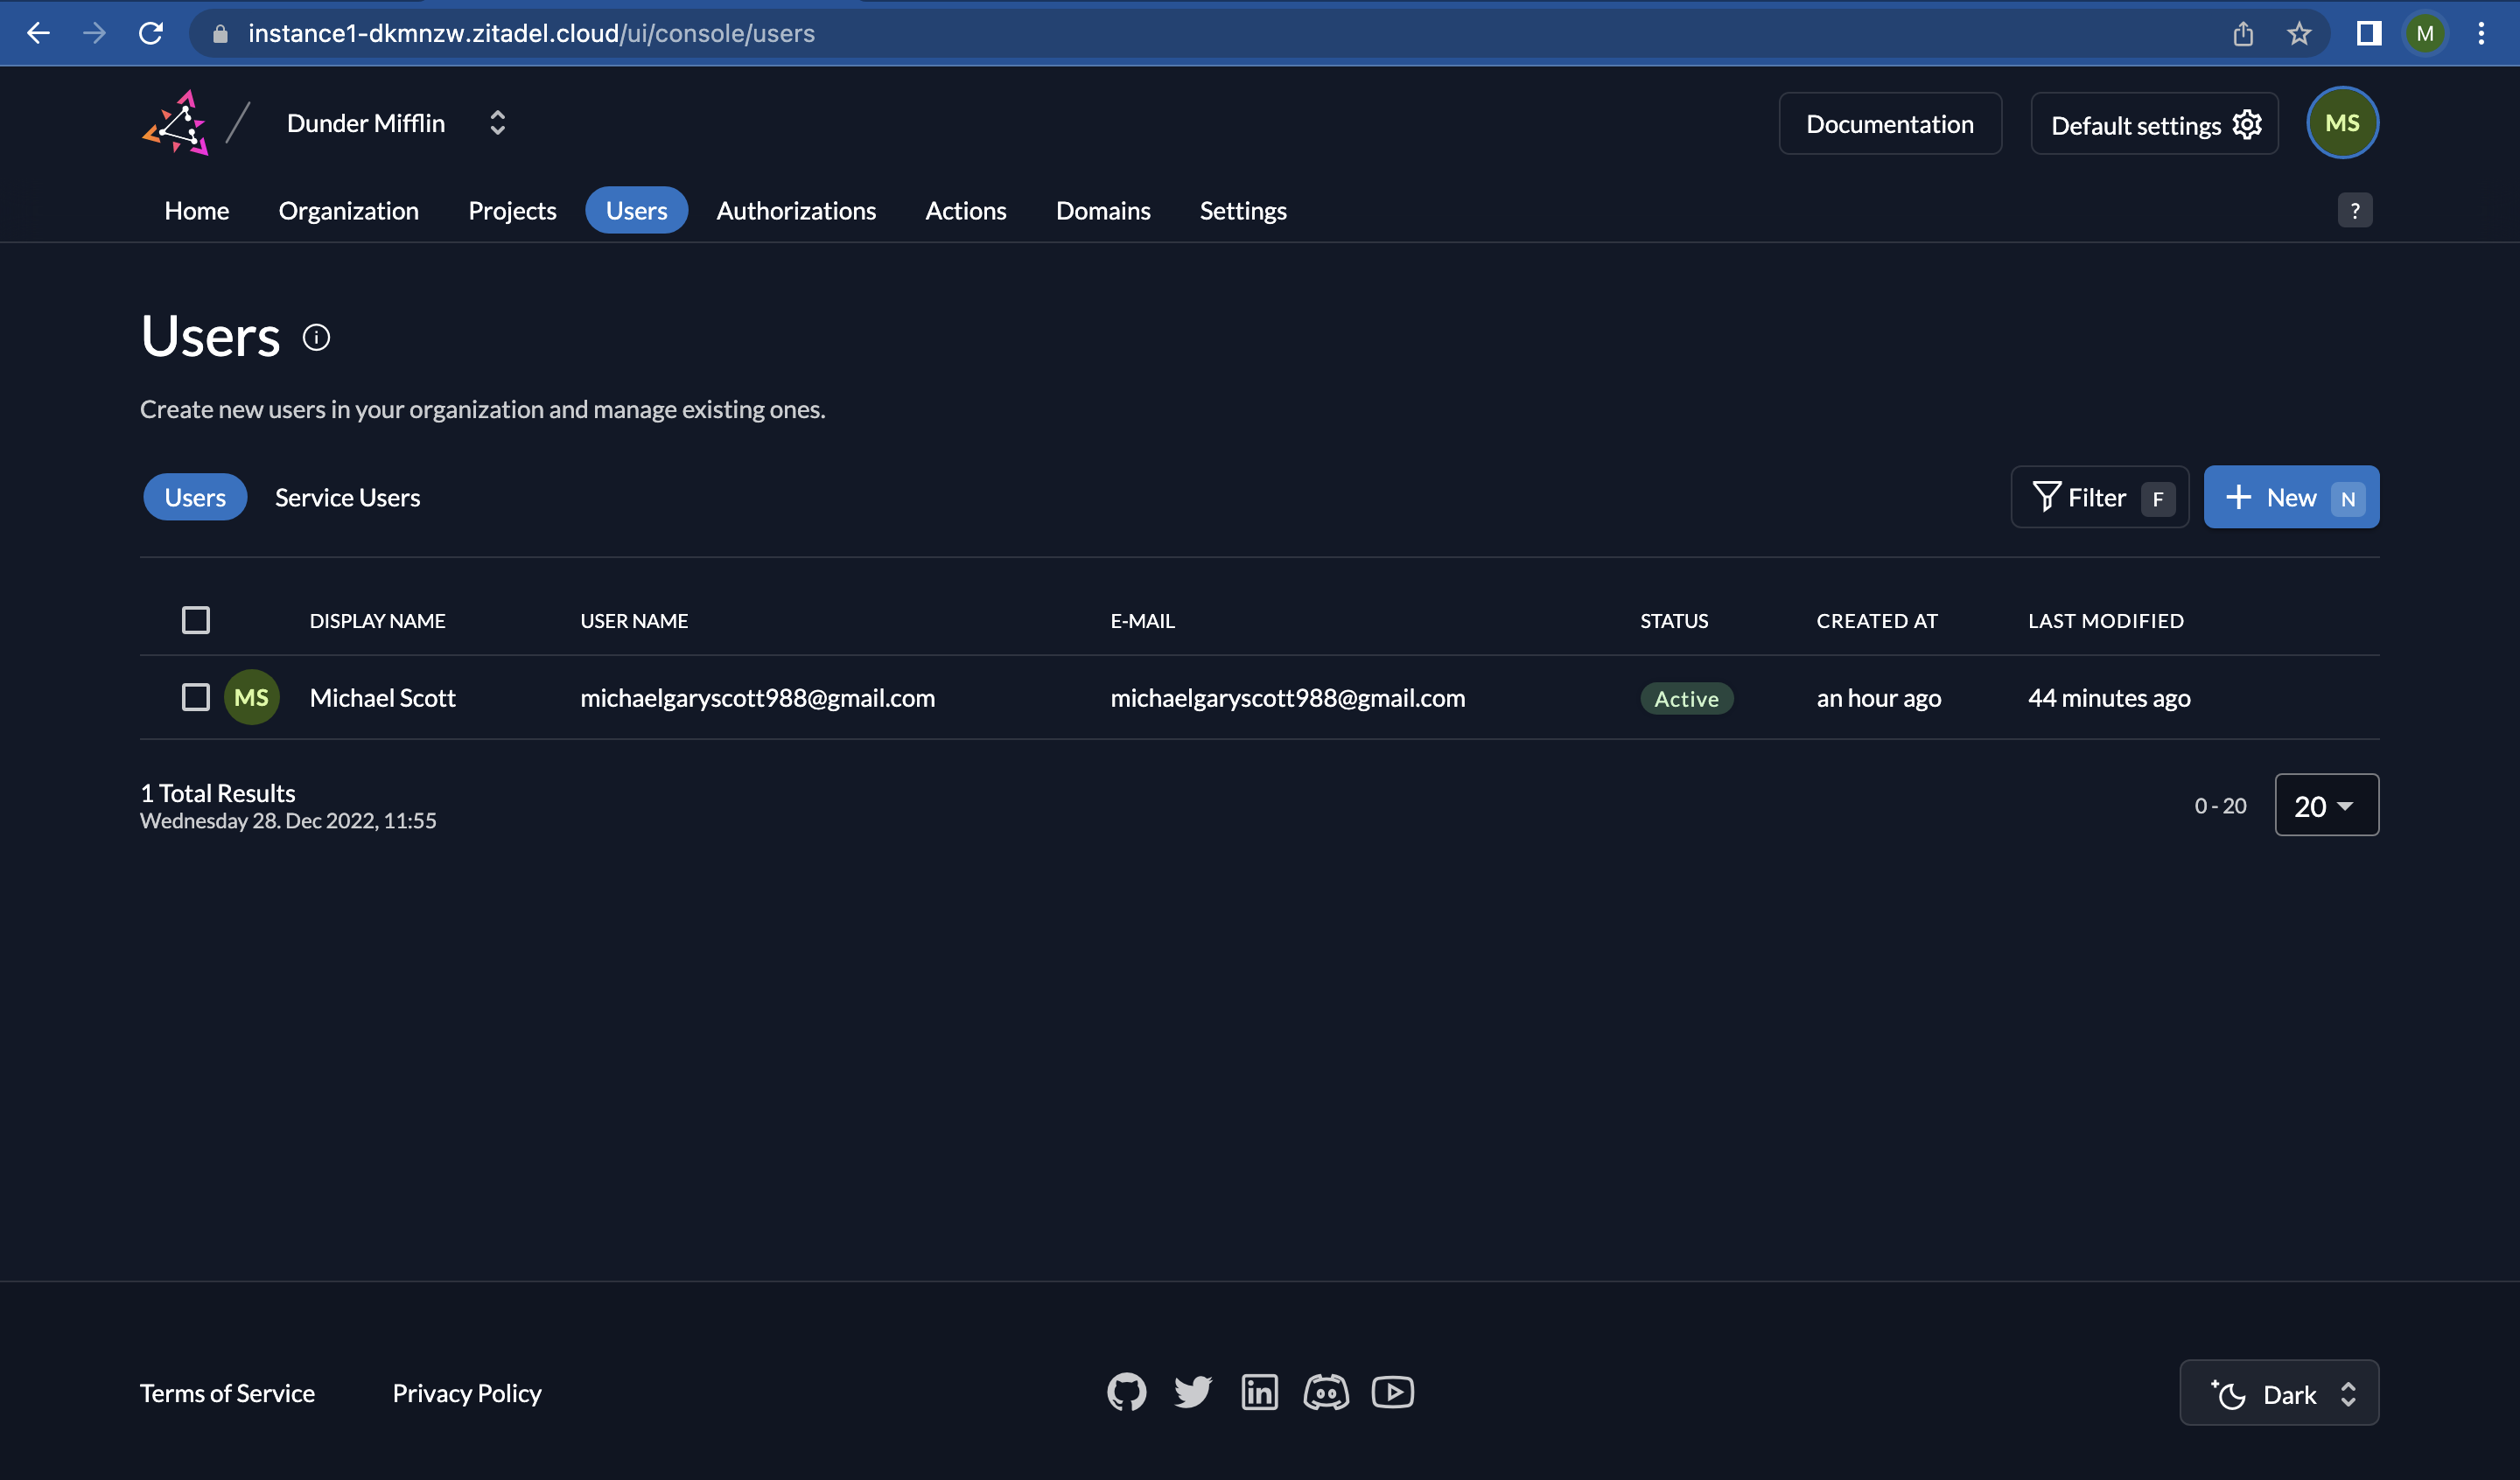 instance1-dkmnzw.zitadel.cloud/ui/console/users
M
Dunder Mifflin
Documentation
Default settings
MS
Home Organization Projects Users Authorizations Actions Domains Settings
?
Users
Create new users in your organization and manage existing ones.
Users Service Users
Filter F
New N
DISPLAY NAME USER NAME E-MAIL STATUS CREATED AT LAST MODIFIED
MS Michael Scott michaelgaryscott988@gmail.com michaelgaryscott988@gmail.com Active an hour ago 44 minutes ago
1 Total Results
Wednesday 28. Dec 2022, 11:55
0 - 20
20
Terms of Service Privacy Policy
in
Dark